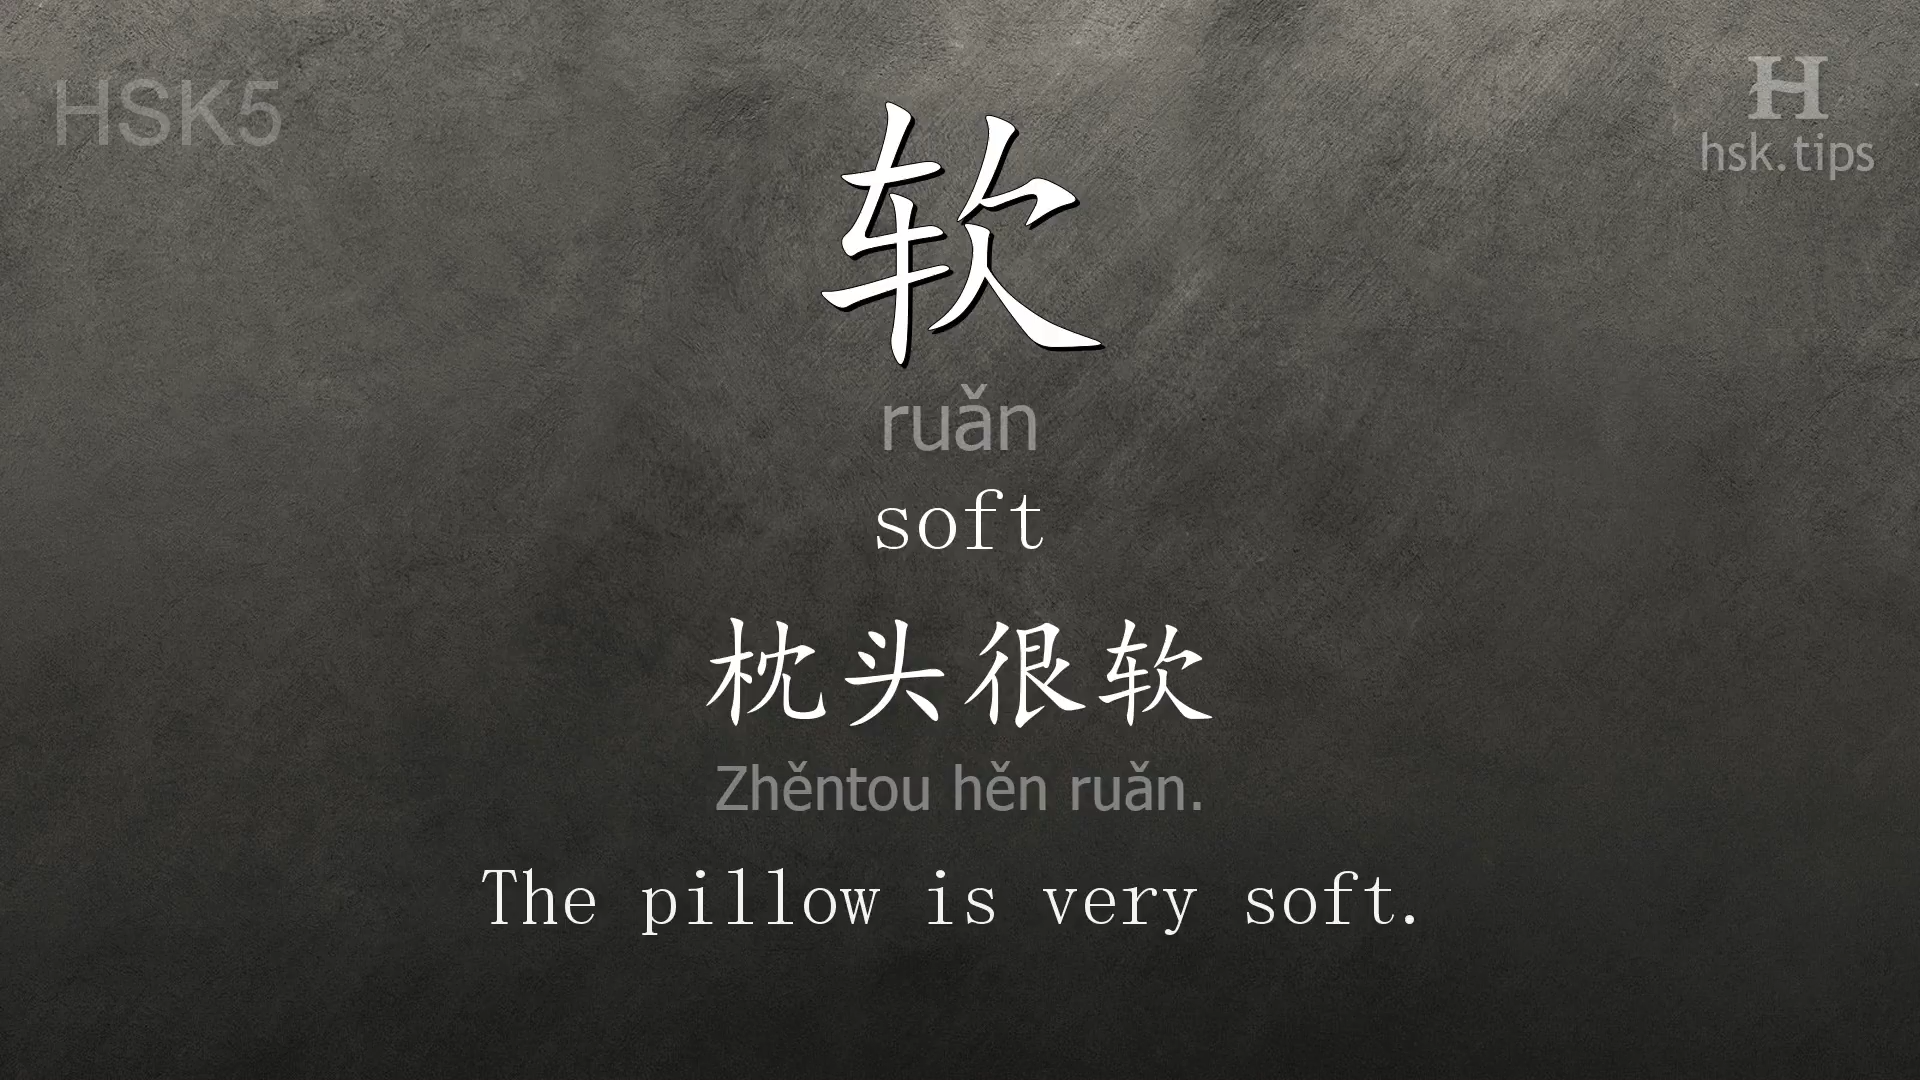 HSK5
H
hsk.tips
软
ruǎn
soft
枕头很软
Zhěntou hěn ruǎn.
The pillow is very soft.